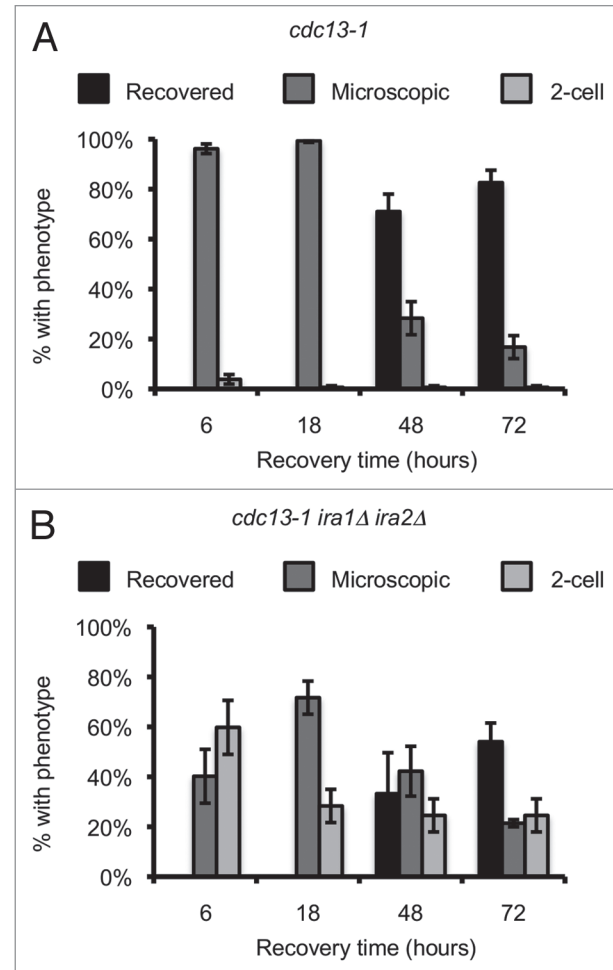 A
cdc13-1
Recovered Microscopic 2-cell
100%
80%
60%
40%
20%
0%
% with phenotype
6 18 48 72
Recovery time (hours)
B
cdc13-1 ira1Δ ira2Δ
Recovered Microscopic 2-cell
100%
80%
60%
40%
20%
0%
% with phenotype
6 18 48 72
Recovery time (hours)